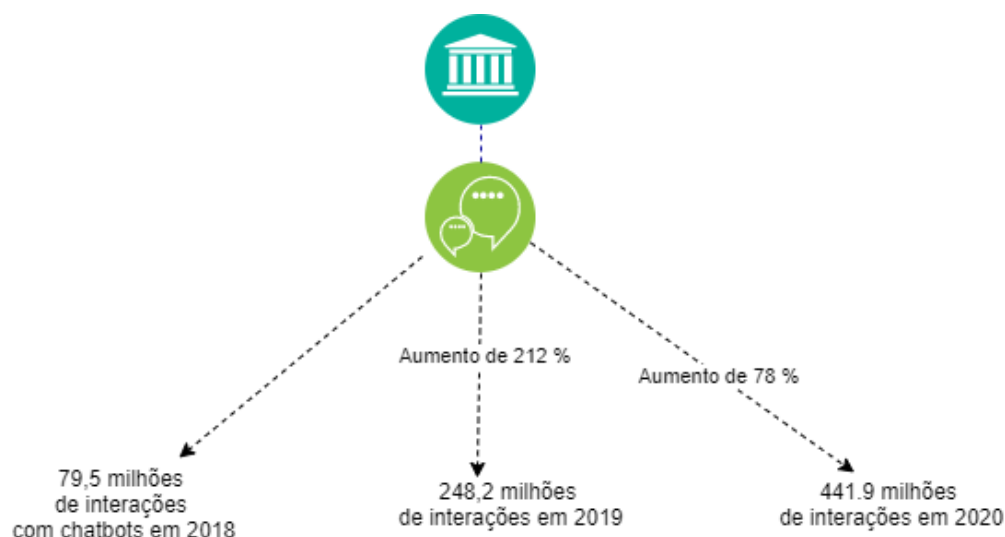 Aumento de 212 %
Aumento de 78 %
79,5 milhões
de interações
com chatbots em 2018
248,2 milhões
de interações em 2019
441.9 milhões
de interações em 2020